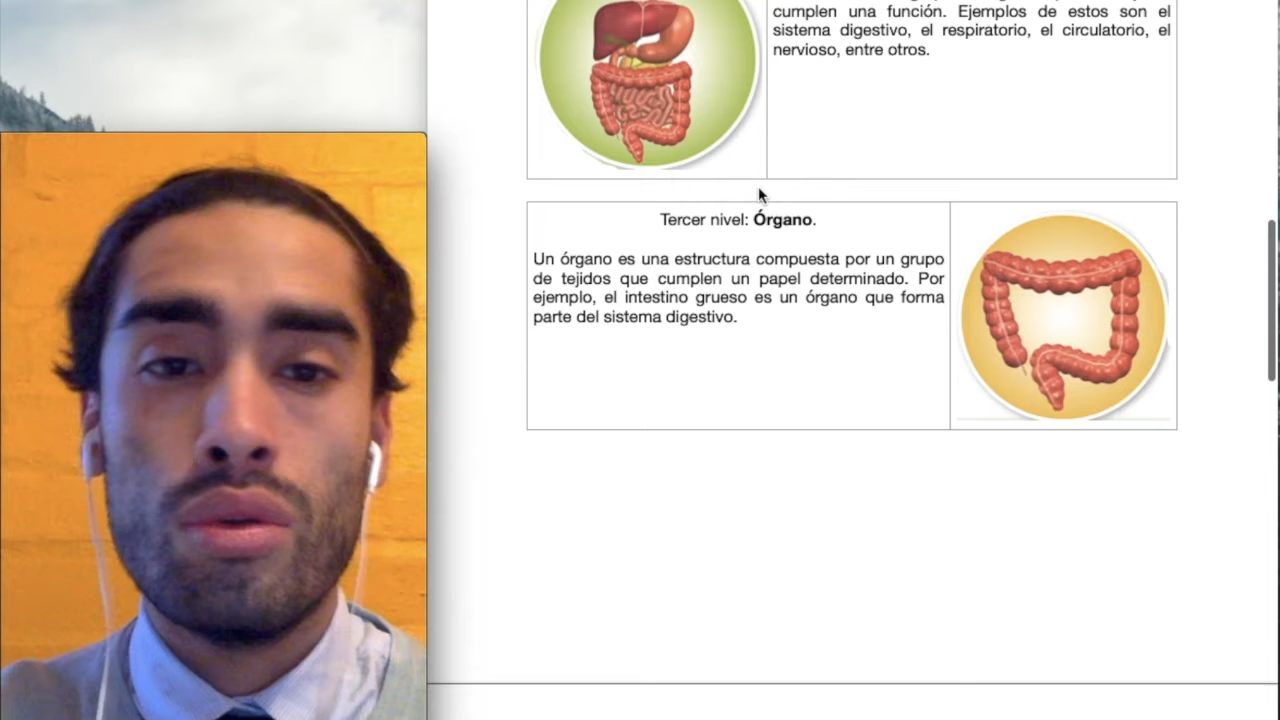 cumplen una función. Ejemplos de estos son el
sistema digestivo, el respiratorio, el circulatorio, el
nervioso, entre otros.
Tercer nivel: Órgano.
Un órgano es una estructura compuesta por un grupo
de tejidos que cumplen un papel determinado. Por
ejemplo, el intestino grueso es un órgano que forma
parte del sistema digestivo.